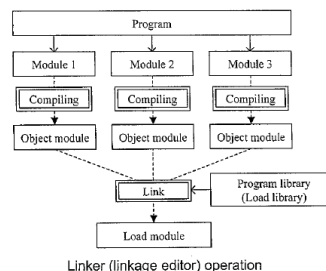 Program
Module 1 Module 2 Module 3
Compiling Compiling Compiling
Object module Object module Object module
Link
Program library
(Load library)
Load module
Linker (linkage editor) operation